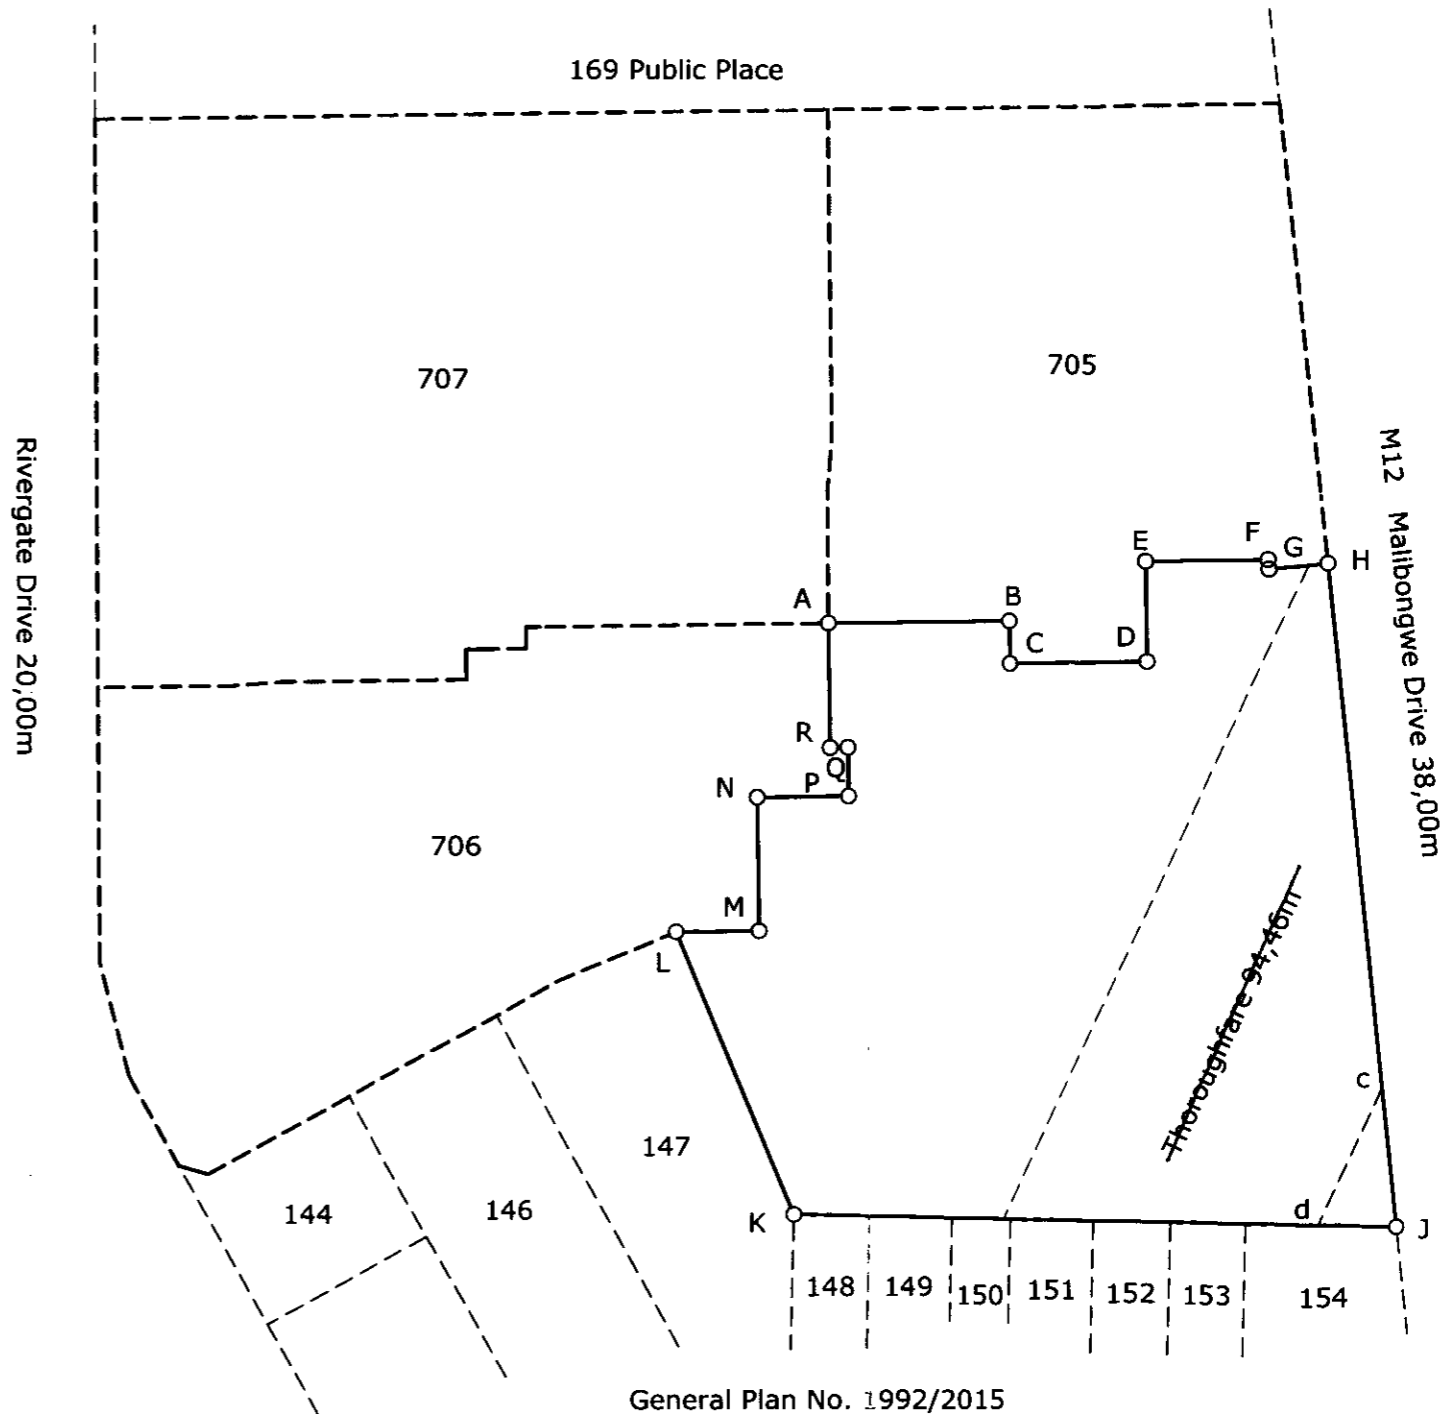 169 Public Place
707
705
Rivergate Drive 20,00m
M12 Malibongwe Drive 38,00m
A
B
C
D
E
F
G
H
R
Q
P
N
706
M
L
Thoroughfare 94,46m
c
147
144
146
K
d
J
148
149
150
151
152
153
154
General Plan No. 1992/2015